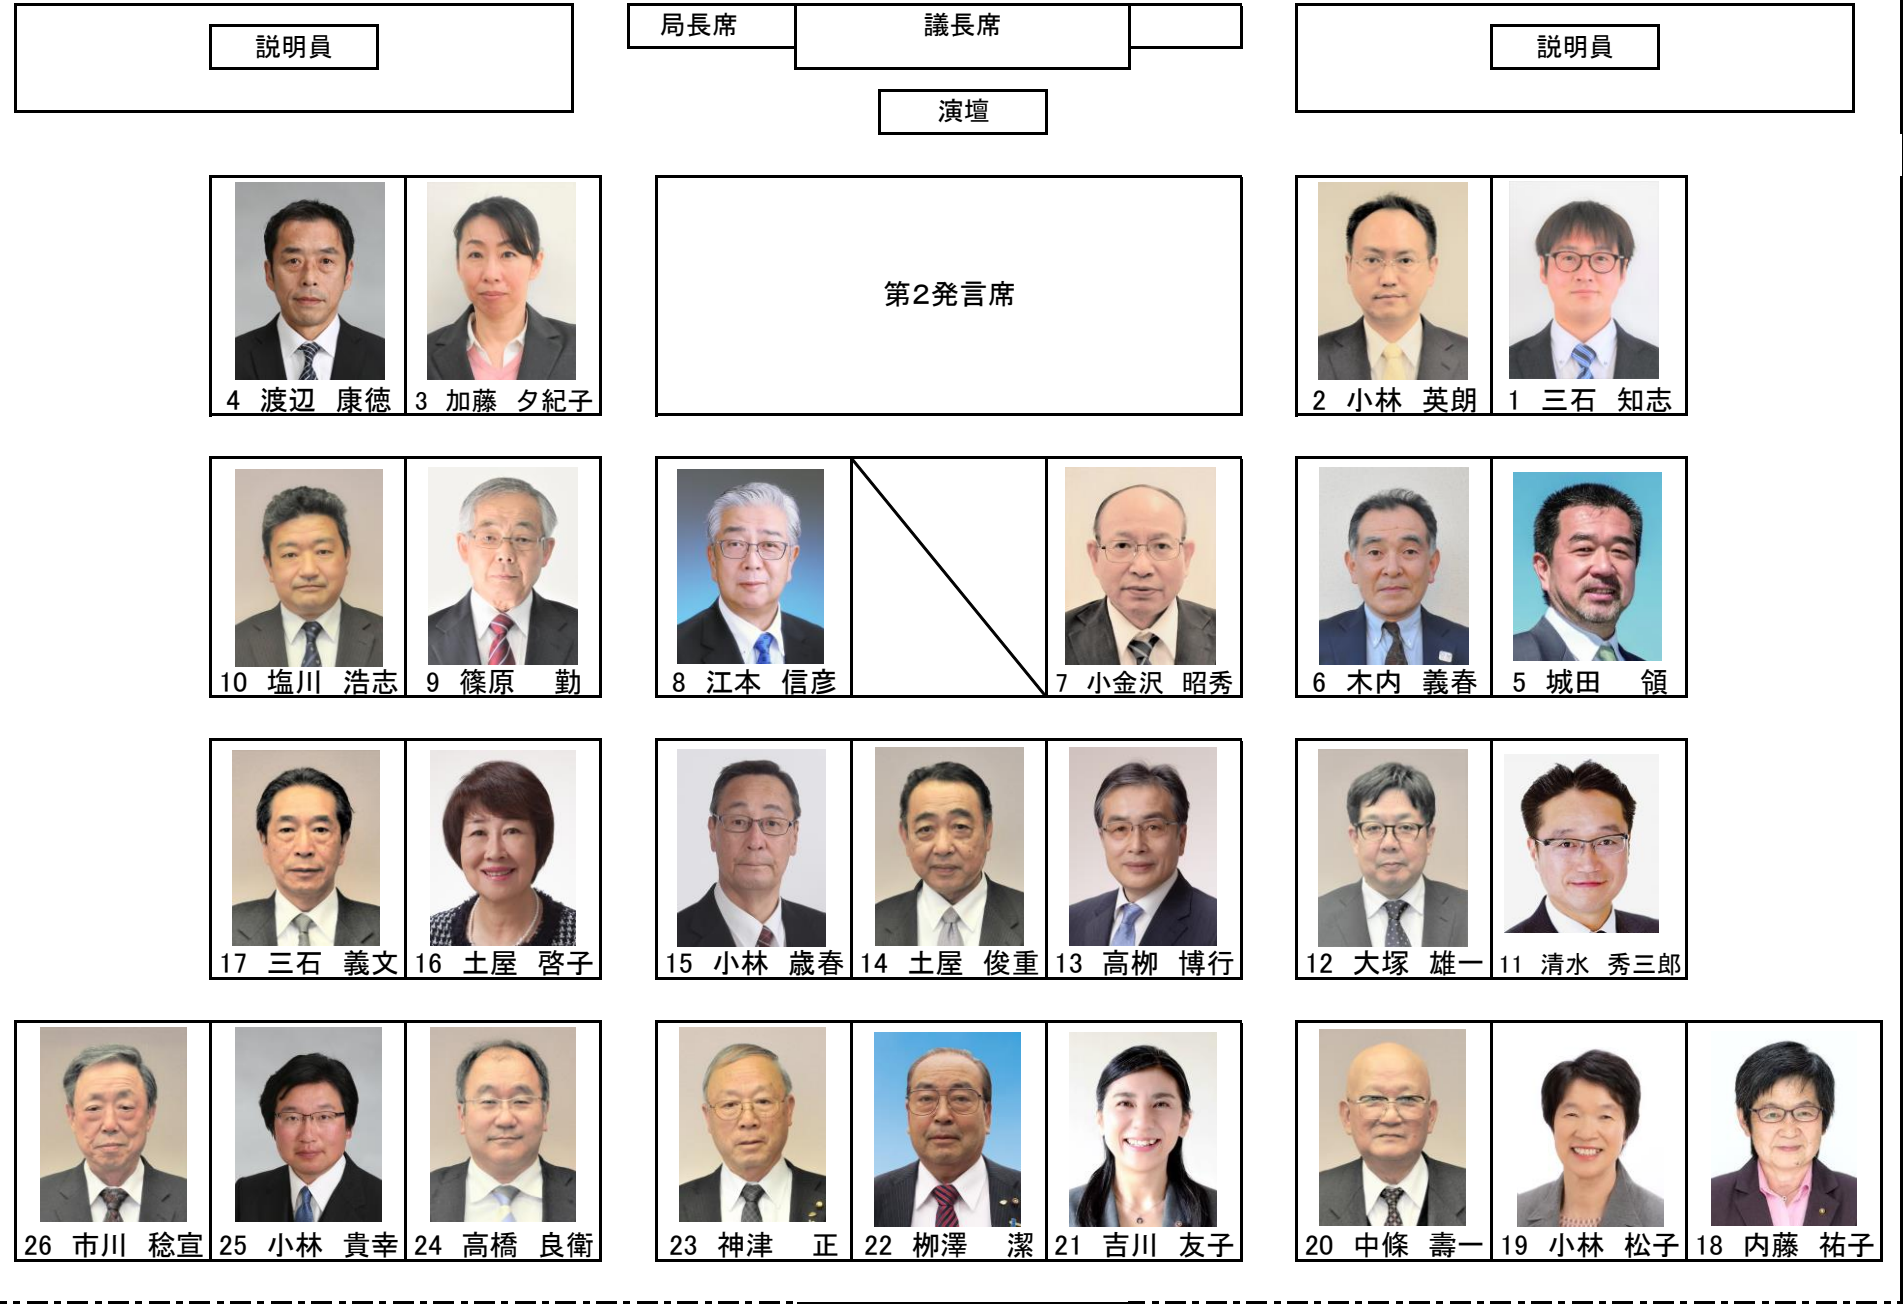 説明員
局長席
議長席
説明員
演壇
第2発言席
4 渡辺 康徳
3 加藤 夕紀子
2 小林 英朗
1 三石 知志
10 塩川 浩志
9 篠原 勤
8 江本 信彦
7 小金沢 昭秀
6 木内 義春
5 城田 領
17 三石 義文
16 土屋 啓子
15 小林 歳春
14 土屋 俊重
13 高栁 博行
12 大塚 雄一
11 清水 秀三郎
26 市川 稔宣
25 小林 貴幸
24 高橋 良衛
23 神津 正
22 栁澤 潔
21 吉川 友子
20 中條 壽一
19 小林 松子
18 内藤 祐子